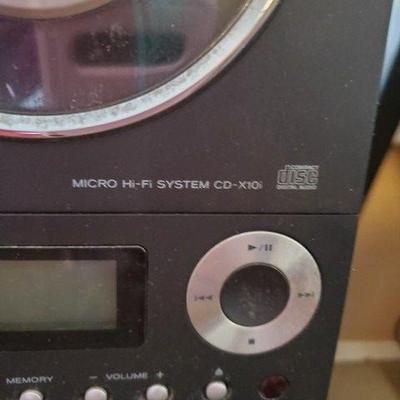 COMPACT
disc
DIGITAL AUDIO
MICRO Hi-Fi SYSTEM CD-X10i
MEMORY – VOLUME +